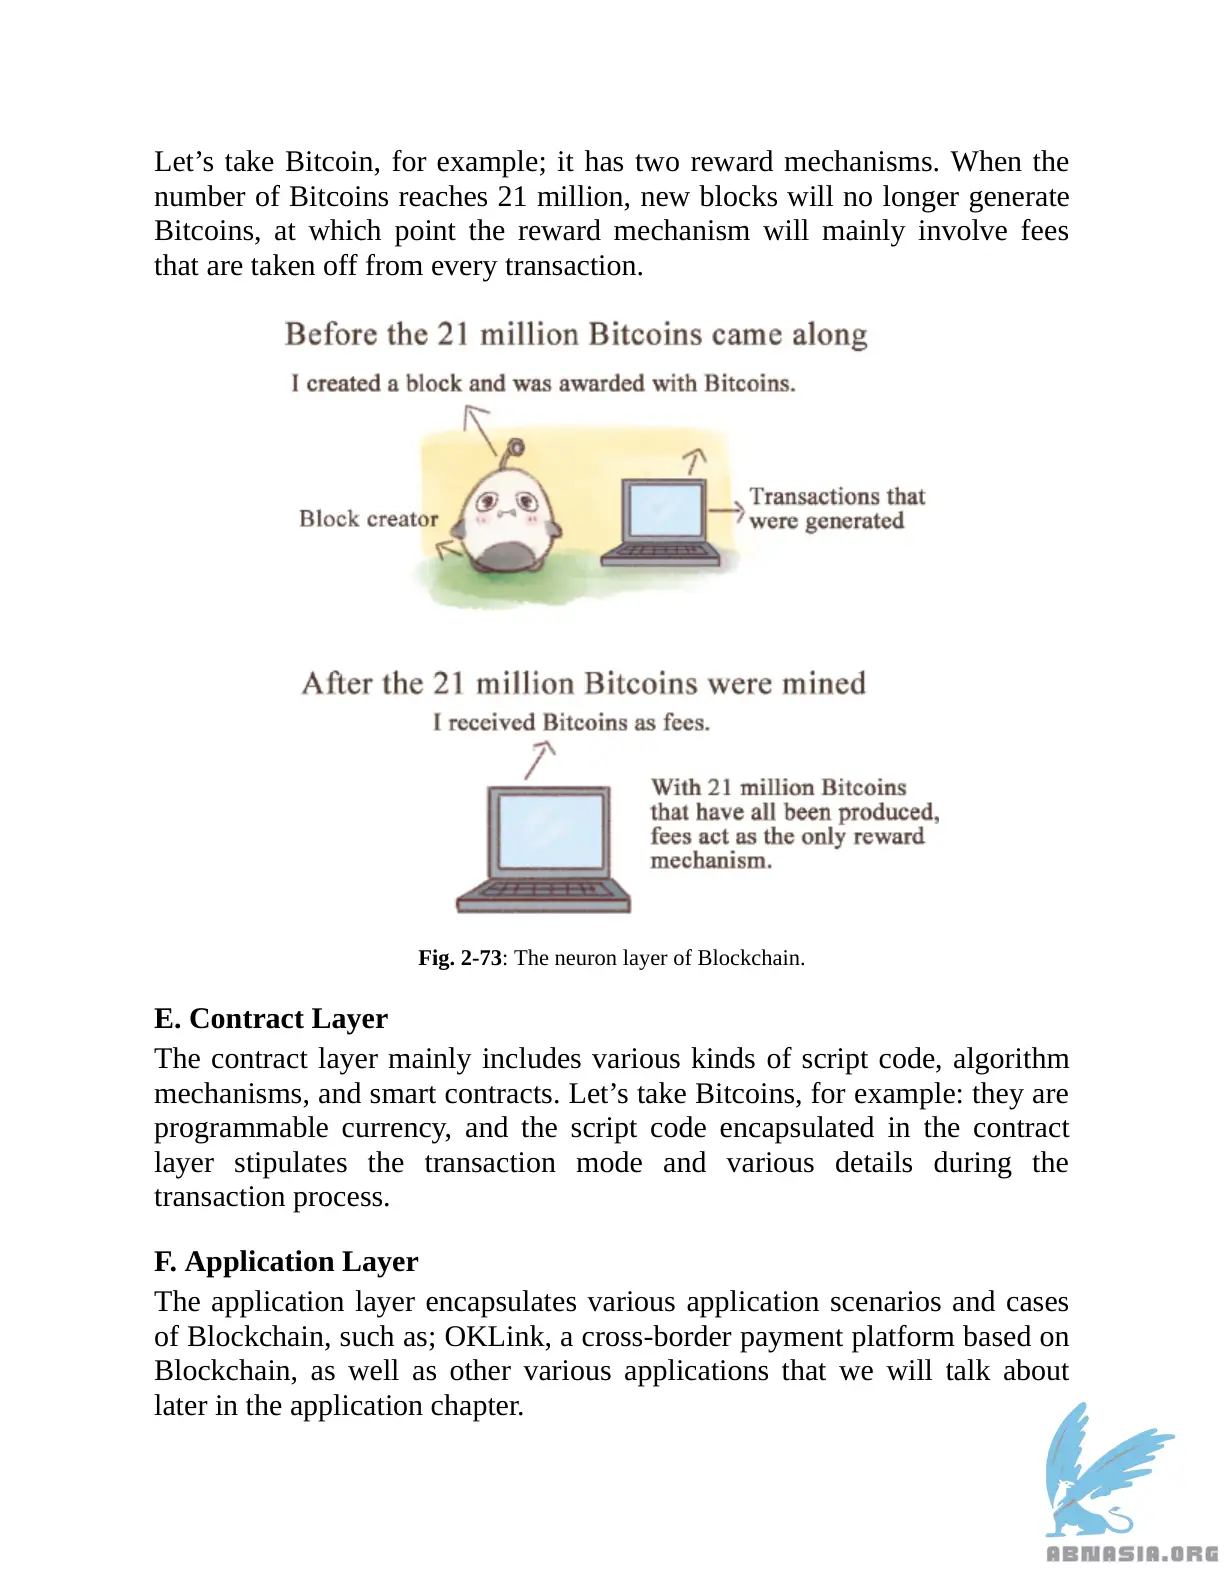 Let’s take Bitcoin, for example; it has two reward mechanisms. When the
number of Bitcoins reaches 21 million, new blocks will no longer generate
Bitcoins, at which point the reward mechanism will mainly involve fees
that are taken off from every transaction.
Before the 21 million Bitcoins came along
I created a block and was awarded with Bitcoins.
Block creator
Transactions that
were generated
After the 21 million Bitcoins were mined
I received Bitcoins as fees.
With 21 million Bitcoins
that have all been produced,
fees act as the only reward
mechanism.
Fig. 2-73: The neuron layer of Blockchain.
E. Contract Layer
The contract layer mainly includes various kinds of script code, algorithm
mechanisms, and smart contracts. Let’s take Bitcoins, for example: they are
programmable currency, and the script code encapsulated in the contract
layer stipulates the transaction mode and various details during the
transaction process.
F. Application Layer
The application layer encapsulates various application scenarios and cases
of Blockchain, such as; OKLink, a cross-border payment platform based on
Blockchain, as well as other various applications that we will talk about
later in the application chapter.
ABNASIA.ORG